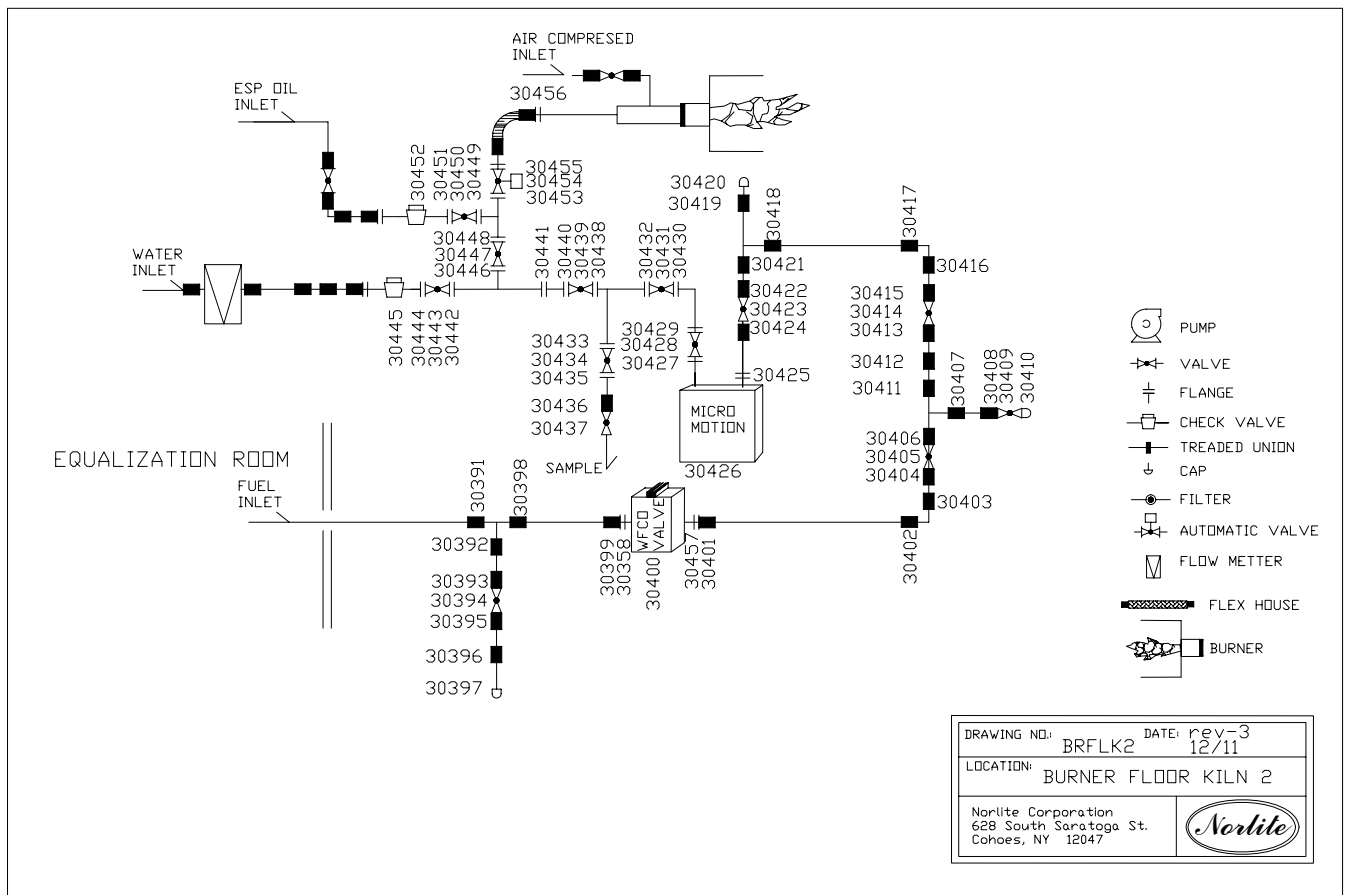 AIR COMPRESED
INLET
ESP OIL
INLET
30456
30452
30451
30450
30449
30455
30454
30453
30420
30419
30418
30417
30448
30447
30446
30441
30440
30439
30438
30432
30431
30430
30421
30416
WATER
INLET
30422
30423
30424
30415
30414
30413
30445
30444
30443
30442
30433
30434
30435
30429
30428
30427
30425
30412
30411
30407
30408
30409
30410
30436
30437
MICRO
MOTION
30426
30406
30405
30404
30403
SAMPLE
EQUALIZATION ROOM
FUEL
INLET
30391
30398
WFCO
VALVE
30392
30399
30358
30400
30457
30401
30402
30393
30394
30395
30396
30397
PUMP
VALVE
FLANGE
CHECK VALVE
TREADED UNION
CAP
FILTER
AUTOMATIC VALVE
FLOW METTER
FLEX HOUSE
BURNER
DRAWING NO.: BRFLK2 DATE: rev-3
12/11
LOCATION: BURNER FLOOR KILN 2
Norlite Corporation
628 South Saratoga St.
Cohoes, NY 12047
Norlite